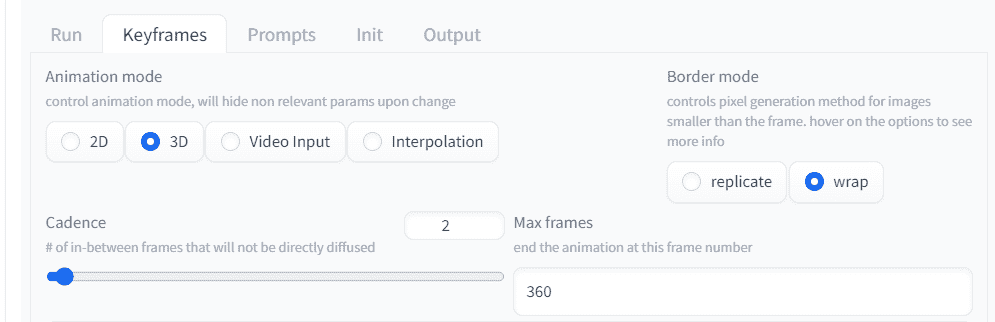 Run Keyframes Prompts Init Output
Animation mode
control animation mode, will hide non relevant params upon change
2D 3D Video Input Interpolation
Border mode
controls pixel generation method for images
smaller than the frame. hover on the options to see
more info
replicate wrap
Cadence 2
# of in-between frames that will not be directly diffused
Max frames
end the animation at this frame number
360